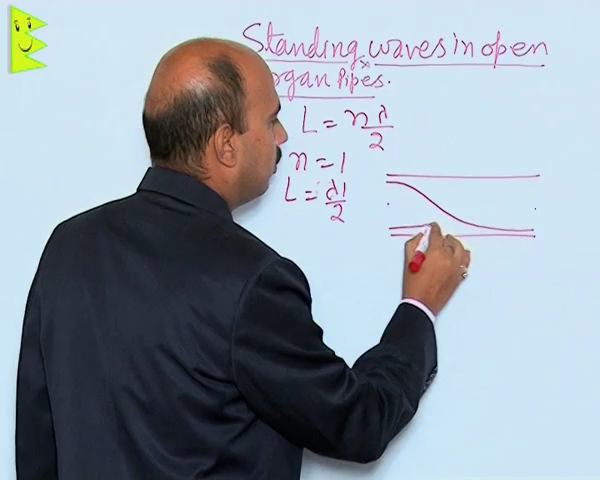 Standing waves in open
organ Pipes.
L = nλ/2
n = 1
L = λ1/2